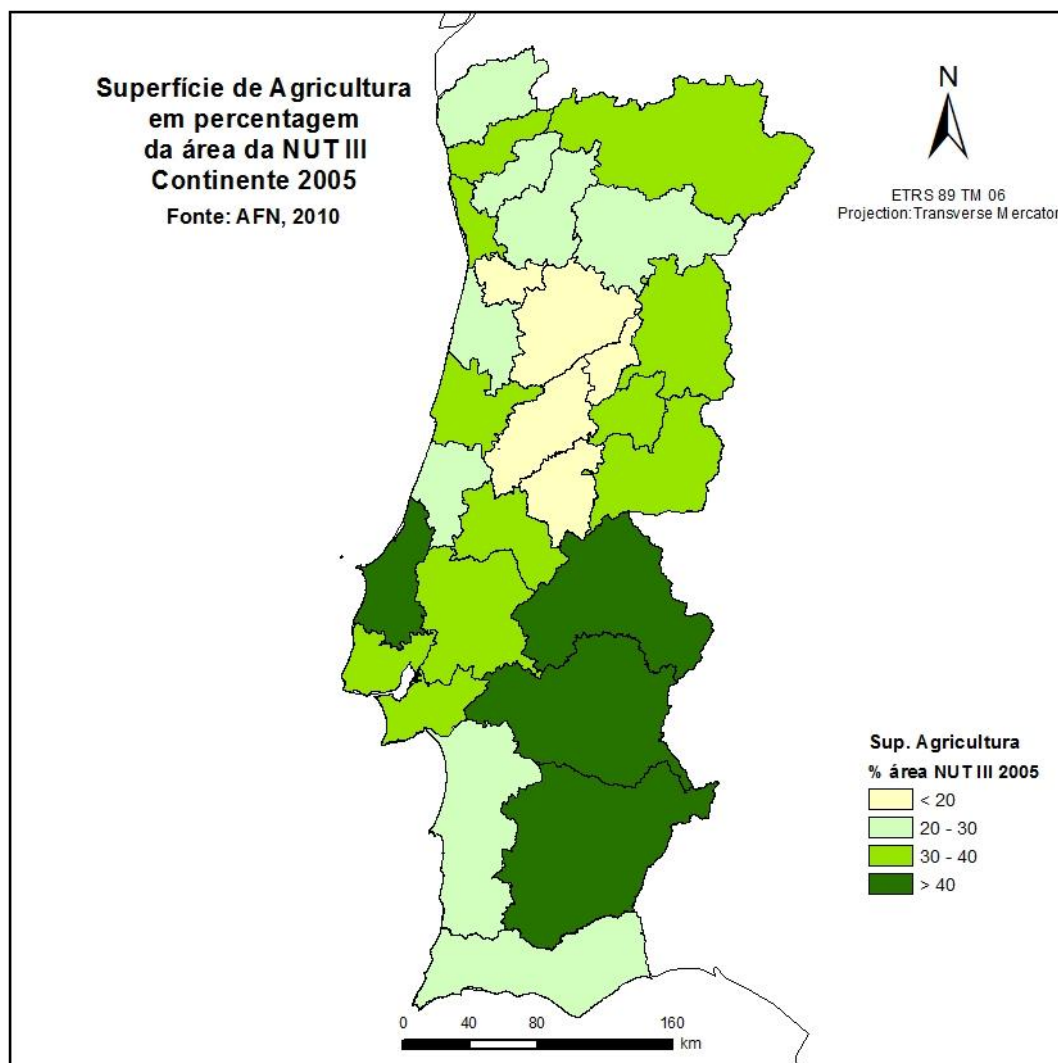 Superfície de Agricultura
em percentagem
da área da NUT III
Continente 2005
Fonte: AFN, 2010
N
ETRS 89 TM 06
Projection: Transverse Mercator
Sup. Agricultura
% área NUT III 2005
< 20
20 - 30
30 - 40
> 40
0 40 80 160
km